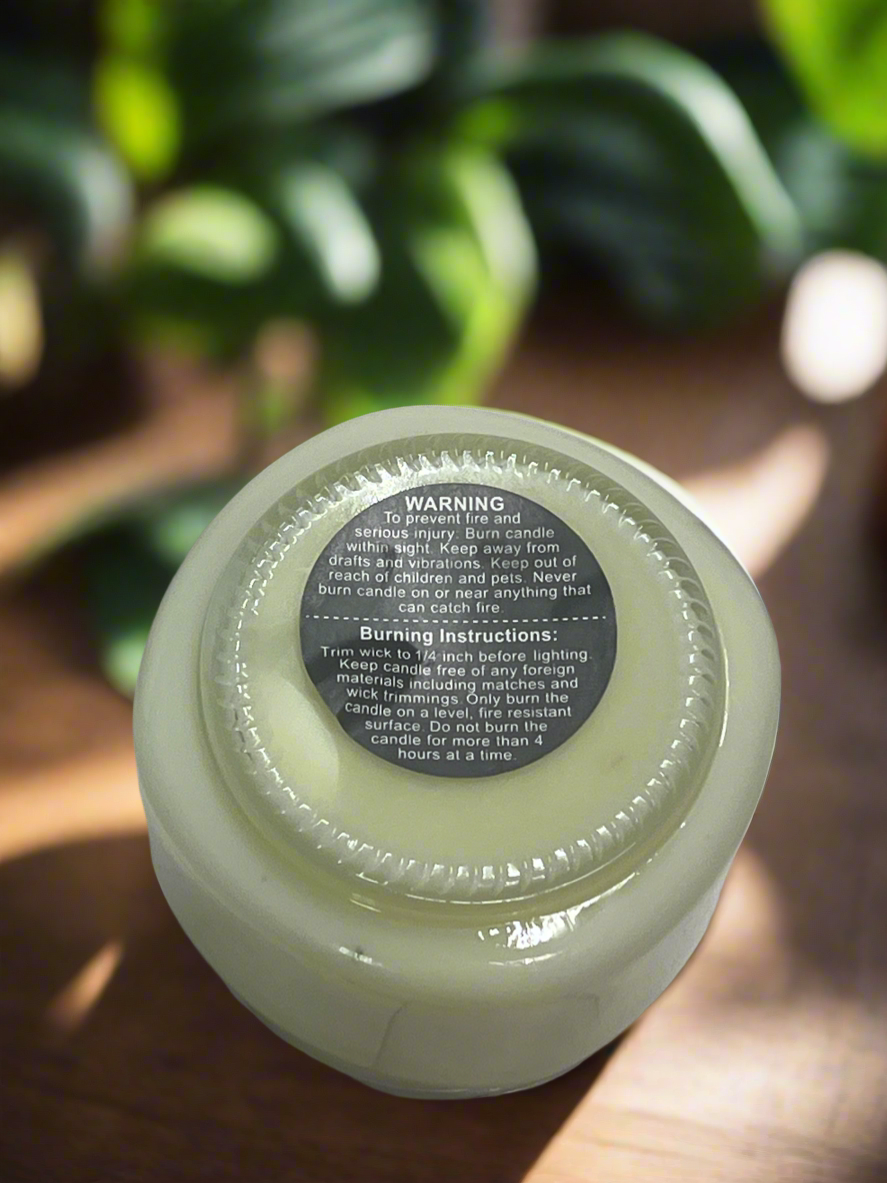 WARNING
To prevent fire and
serious injury. Burn candle
within sight. Keep away from
drafts and vibrations. Keep out of
reach of children and pets. Never
burn candle on or near anything that
can catch fire.
Burning Instructions:
Trim wick to 1/4 inch before lighting.
Keep candle free of any foreign
materials including matches and
wick trimmings. Only burn the
candle on a level, fire resistant
surface. Do not burn the
candle for more than 4
hours at a time.